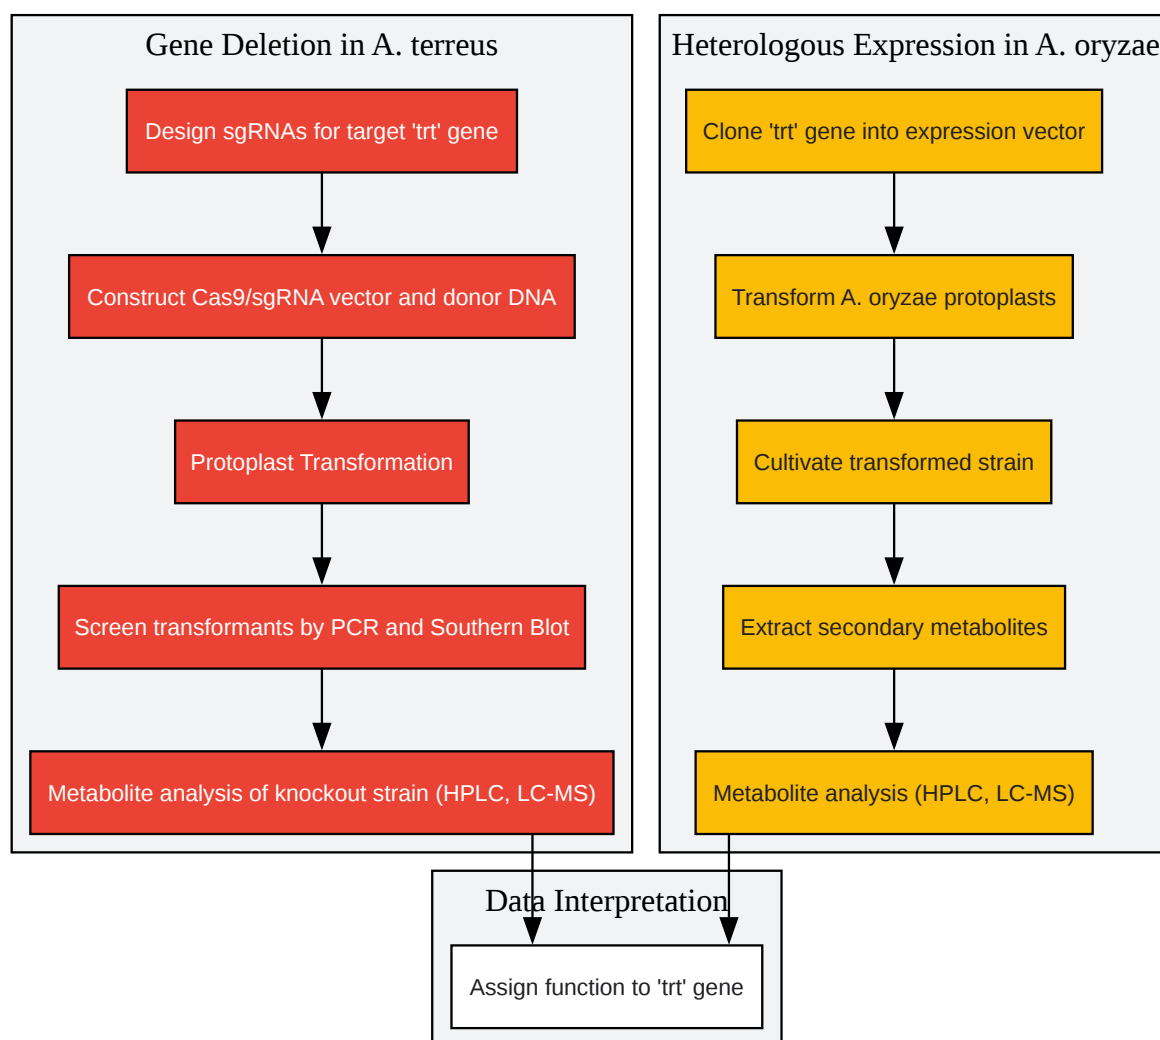 Gene Deletion in A. terreus
Design sgRNAs for target 'trt' gene
Construct Cas9/sgRNA vector and donor DNA
Protoplast Transformation
Screen transformants by PCR and Southern Blot
Metabolite analysis of knockout strain (HPLC, LC-MS)
Heterologous Expression in A. oryzae
Clone 'trt' gene into expression vector
Transform A. oryzae protoplasts
Cultivate transformed strain
Extract secondary metabolites
Metabolite analysis (HPLC, LC-MS)
Data Interpretation
Assign function to 'trt' gene